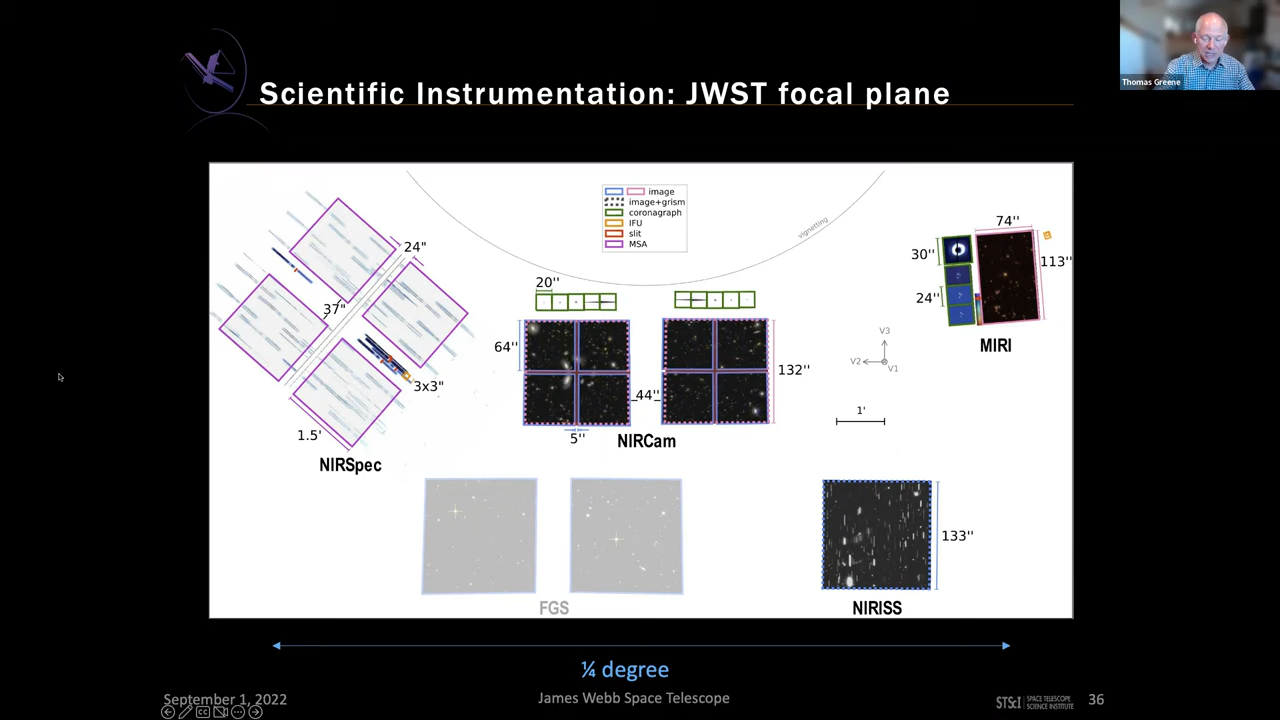 Thomas Greene
Scientific Instrumentation: JWST focal plane
image
image+grism
coronagraph
IFU
slit
MSA
vignetting
24"
37"
3x3"
1.5'
NIRSpec
20''
64''
44''
132''
5''
NIRCam
V3
V2
V1
1'
74''
30''
113''
24''
MIRI
FGS
133''
NIRISS
¼ degree
September 1, 2022
James Webb Space Telescope
STScI | SPACE TELESCOPE
SCIENCE INSTITUTE
36